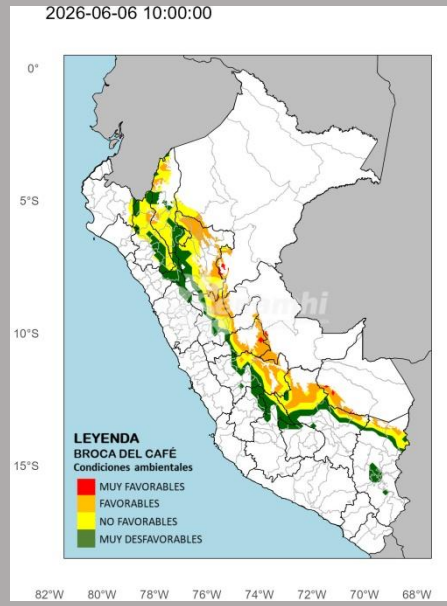 2026-06-06 10:00:00
0°
5°S
10°S
15°S
senamhi
LEYENDA
BROCA DEL CAFÉ
Condiciones ambientales
MUY FAVORABLES
FAVORABLES
NO FAVORABLES
MUY DESFAVORABLES
82°W 80°W 78°W 76°W 74°W 72°W 70°W 68°W